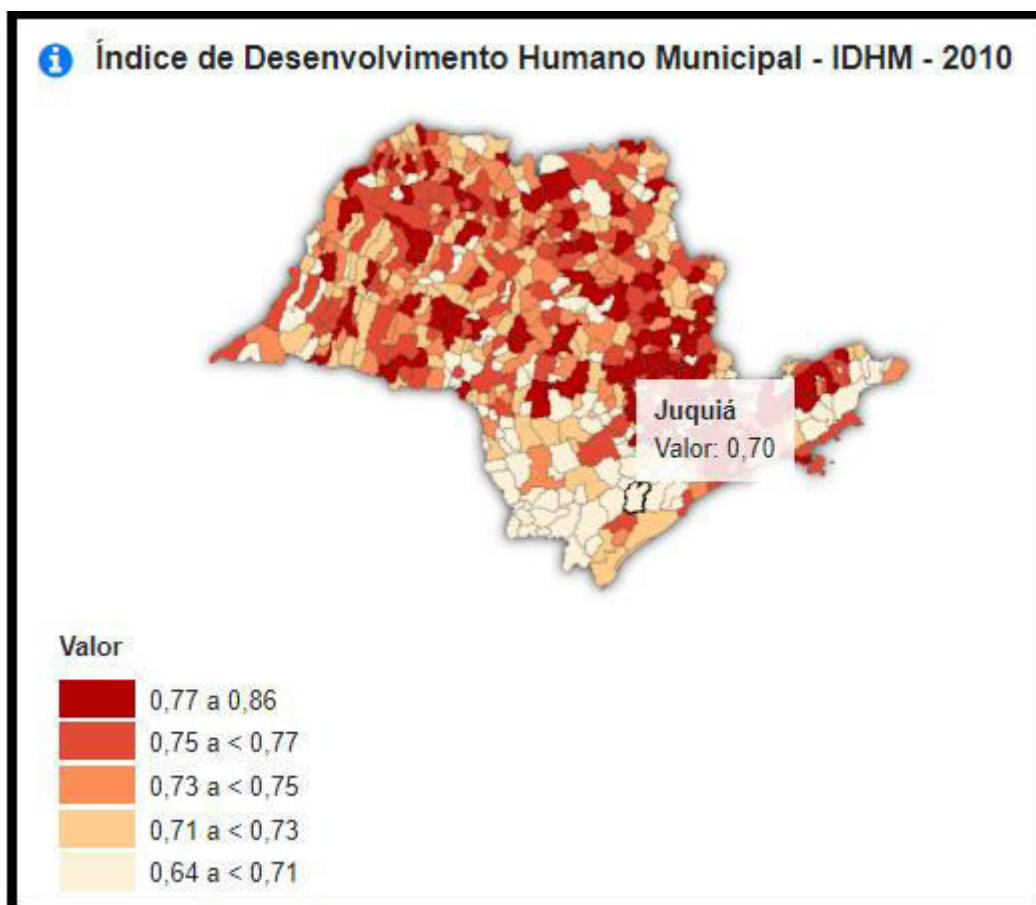 Índice de Desenvolvimento Humano Municipal - IDHM - 2010
Juquiá
Valor: 0,70
Valor
0,77 a 0,86
0,75 a < 0,77
0,73 a < 0,75
0,71 a < 0,73
0,64 a < 0,71